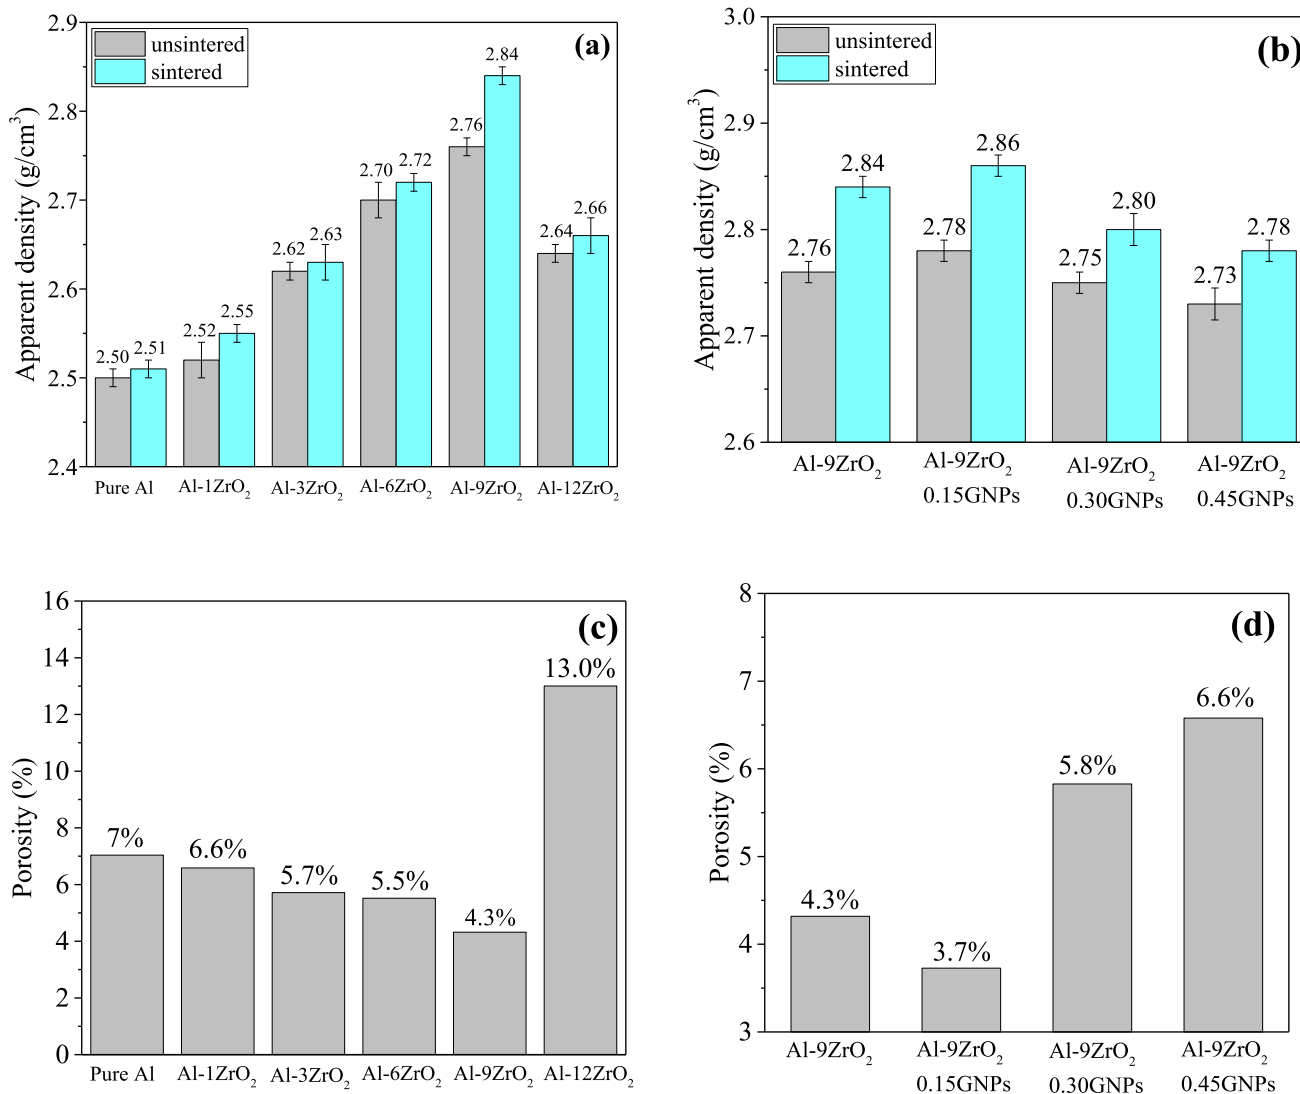 2.9
unsintered
sintered
(a)
2.84
2.8
2.76
2.70
2.72
2.7
2.62
2.63
2.64
2.66
2.6
2.52
2.55
2.50
2.51
2.5
2.4
Apparent density (g/cm³)
Pure Al
Al-1ZrO₂
Al-3ZrO₂
Al-6ZrO₂
Al-9ZrO₂
Al-12ZrO₂
3.0
unsintered
sintered
(b)
2.9
2.84
2.86
2.76
2.78
2.80
2.8
2.75
2.78
2.73
2.7
2.6
Apparent density (g/cm³)
Al-9ZrO₂
Al-9ZrO₂
0.15GNPs
Al-9ZrO₂
0.30GNPs
Al-9ZrO₂
0.45GNPs
16
(c)
14
13.0%
12
10
8
7%
6.6%
5.7%
5.5%
4.3%
6
4
2
0
Porosity (%)
Pure Al
Al-1ZrO₂
Al-3ZrO₂
Al-6ZrO₂
Al-9ZrO₂
Al-12ZrO₂
8
(d)
7
6.6%
6
5.8%
5
4.3%
4
3.7%
3
Porosity (%)
Al-9ZrO₂
Al-9ZrO₂
0.15GNPs
Al-9ZrO₂
0.30GNPs
Al-9ZrO₂
0.45GNPs